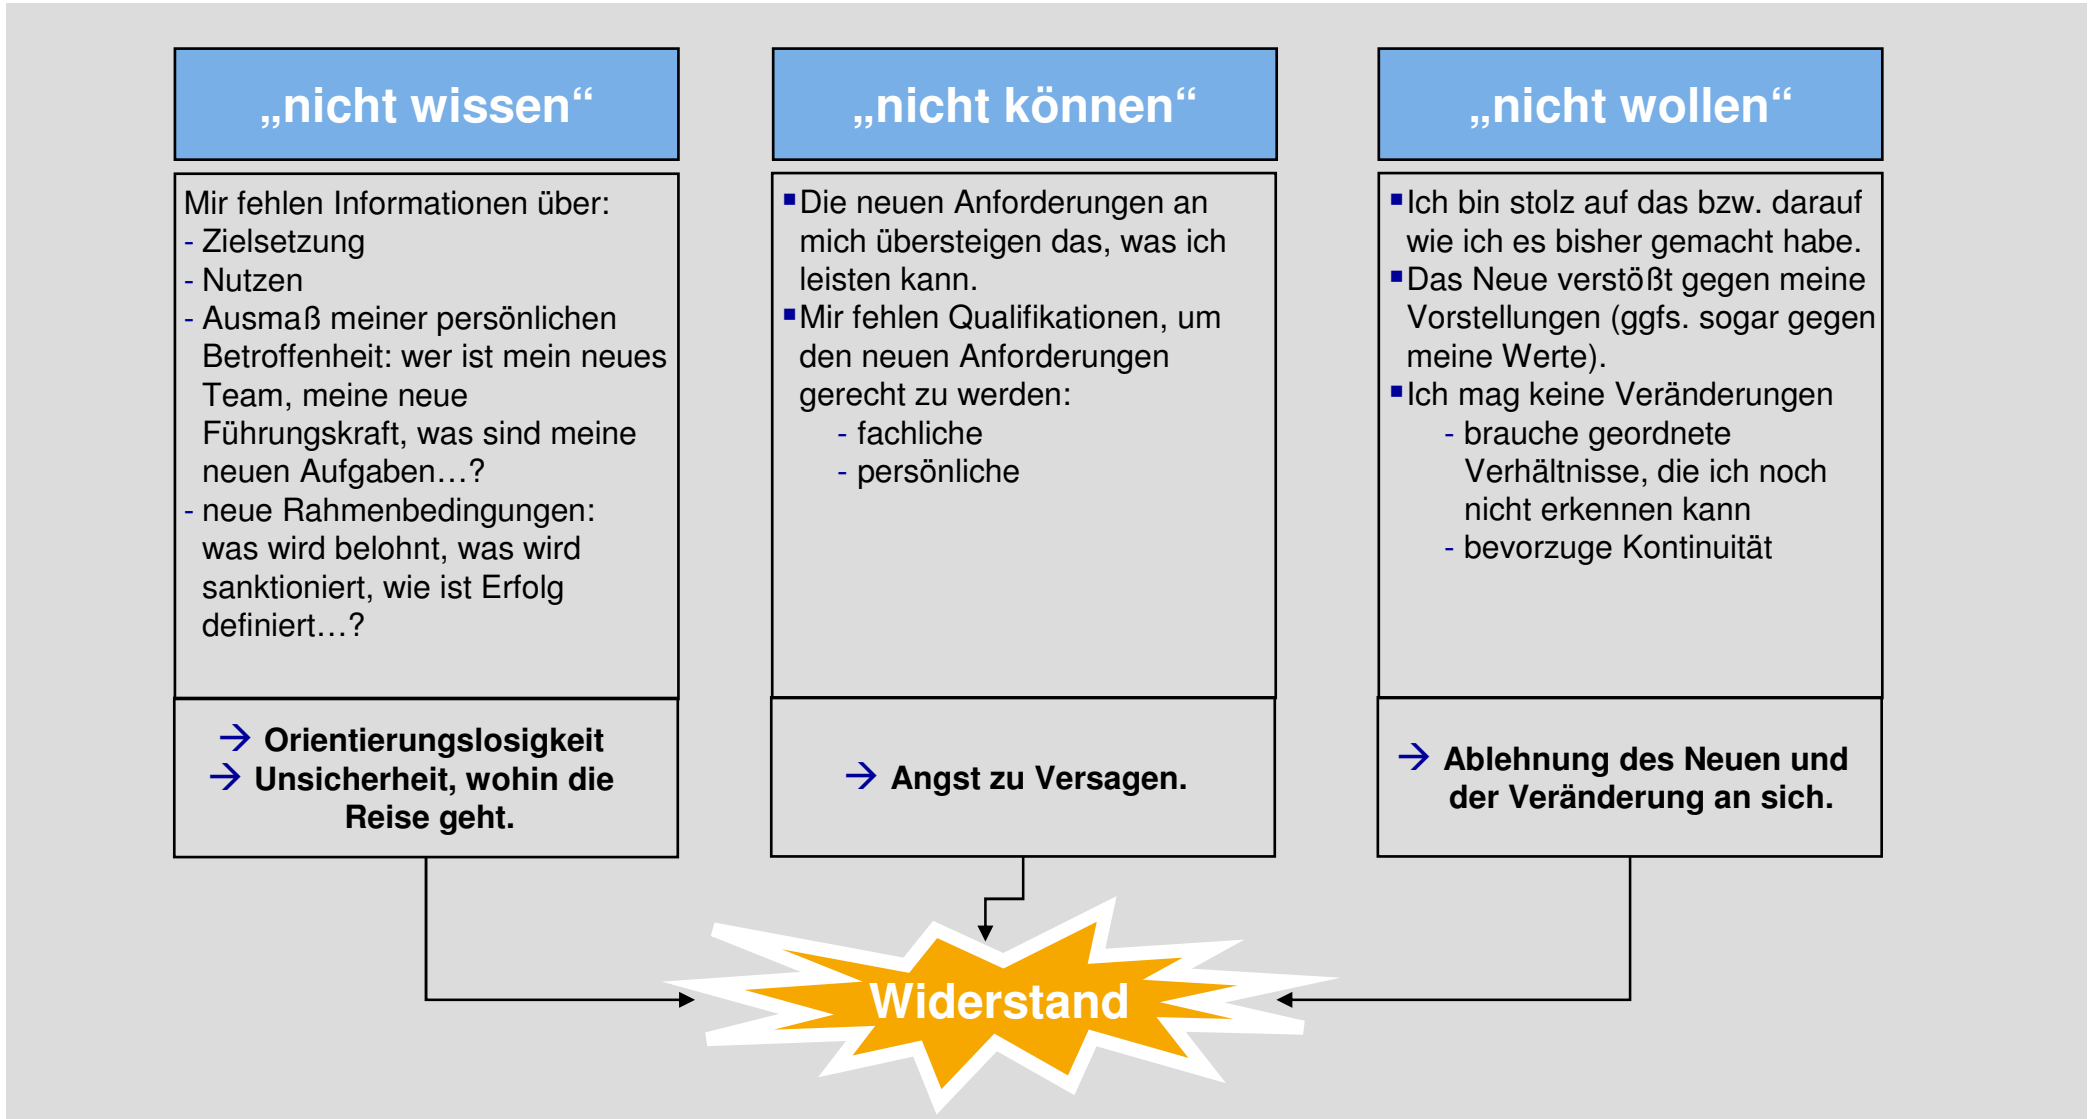 „nicht wissen“
Mir fehlen Informationen über:
- Zielsetzung
- Nutzen
- Ausmaß meiner persönlichen
Betroffenheit: wer ist mein neues
Team, meine neue
Führungskraft, was sind meine
neuen Aufgaben…?
- neue Rahmenbedingungen:
was wird belohnt, was wird
sanktioniert, wie ist Erfolg
definiert…?
→ Orientierungslosigkeit
→ Unsicherheit, wohin die
Reise geht.
„nicht können“
▪Die neuen Anforderungen an
mich übersteigen das, was ich
leisten kann.
▪Mir fehlen Qualifikationen, um
den neuen Anforderungen
gerecht zu werden:
- fachliche
- persönliche
→ Angst zu Versagen.
„nicht wollen“
▪Ich bin stolz auf das bzw. darauf
wie ich es bisher gemacht habe.
▪Das Neue verstößt gegen meine
Vorstellungen (ggfs. sogar gegen
meine Werte).
▪Ich mag keine Veränderungen
- brauche geordnete
Verhältnisse, die ich noch
nicht erkennen kann
- bevorzuge Kontinuität
→ Ablehnung des Neuen und
der Veränderung an sich.
Widerstand